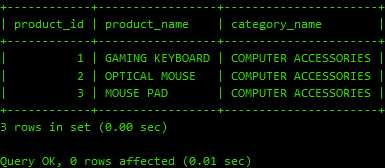 +------------+-----------------+----------------------+
| product_id | product_name    | category_name        |
+------------+-----------------+----------------------+
|          1 | GAMING KEYBOARD | COMPUTER ACCESSORIES |
|          2 | OPTICAL MOUSE   | COMPUTER ACCESSORIES |
|          3 | MOUSE PAD       | COMPUTER ACCESSORIES |
+------------+-----------------+----------------------+
3 rows in set (0.00 sec)
Query OK, 0 rows affected (0.01 sec)